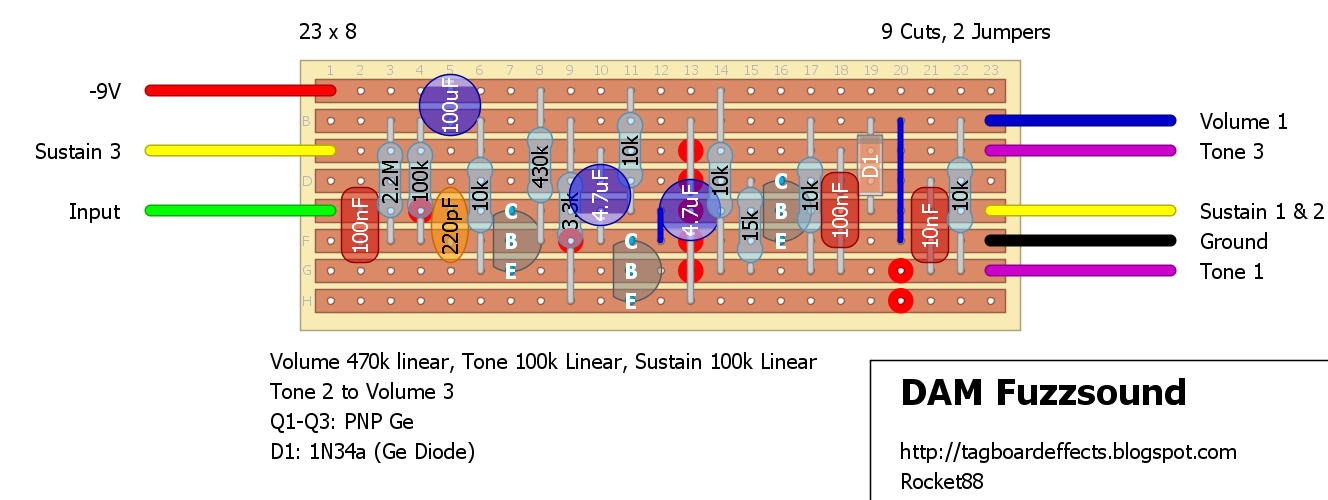 23 x 8
9 Cuts, 2 Jumpers
1 2 3 4 5 6 7 8 9 10 11 12 13 14 15 16 17 18 19 20 21 22 23
-9V
100uF
B
Volume 1
Sustain 3
2.2M
100k
10k
430k
3.3k
4.7uF
10k
4.7uF
10k
10k
D1
10k
Tone 3
D
C
C
Input
100nF
220pF
B
15k
100nF
10nF
Sustain 1 & 2
F
B
C
E
Ground
G
E
B
Tone 1
H
E
Volume 470k linear, Tone 100k Linear, Sustain 100k Linear
Tone 2 to Volume 3
Q1-Q3: PNP Ge
D1: 1N34a (Ge Diode)
DAM Fuzzsound
http://tagboardeffects.blogspot.com
Rocket88